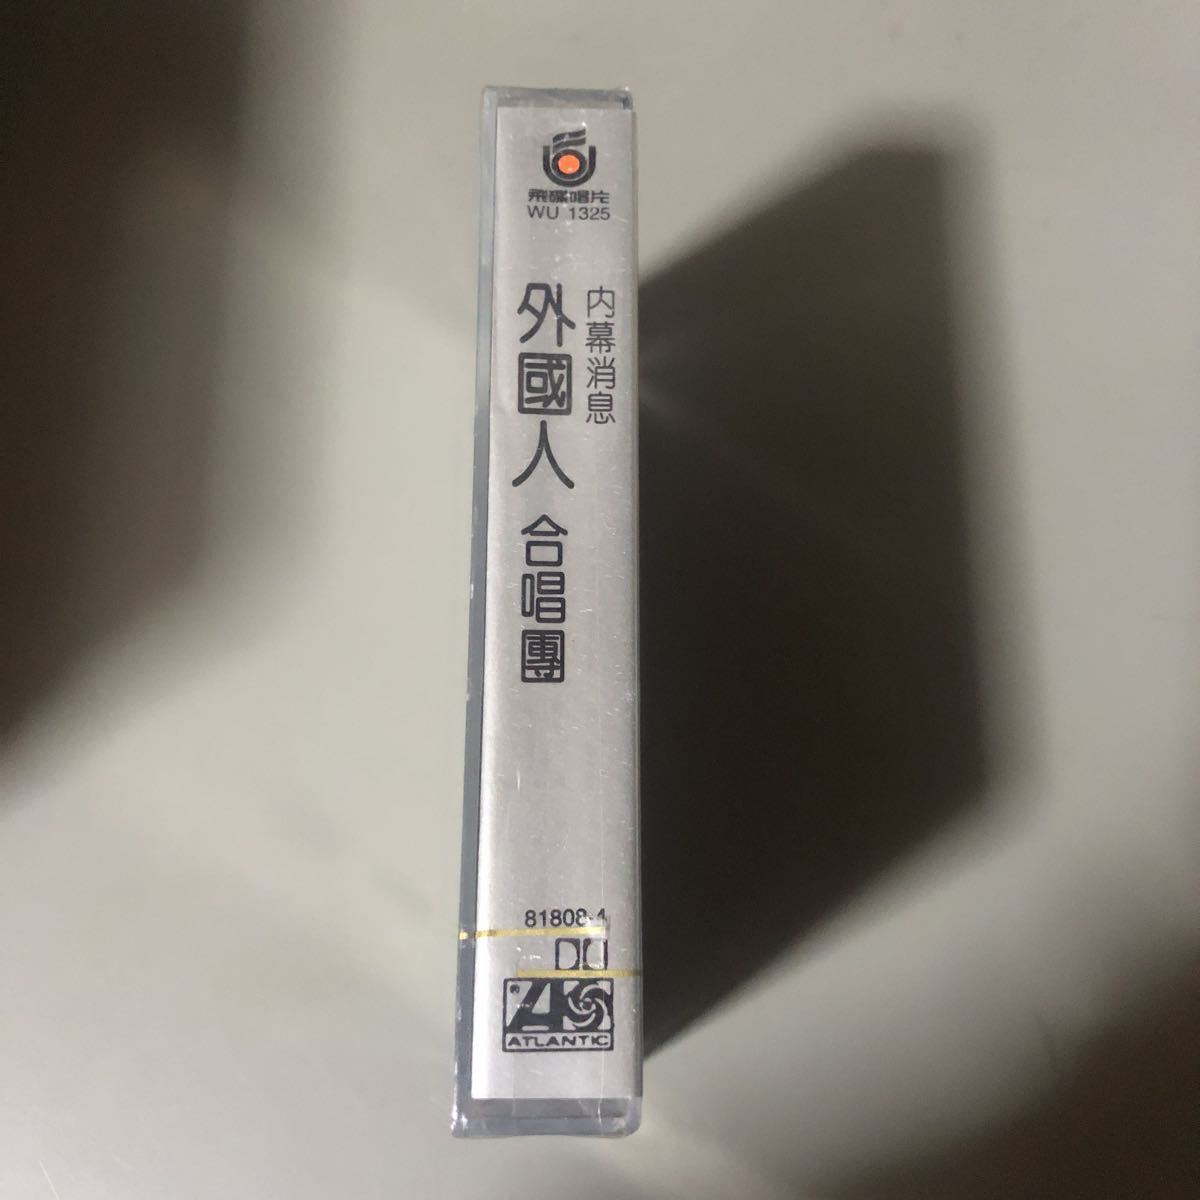 飛碟唱片
WU 1325
內幕消息
外國人 合唱團
81808-4
ATLANTIC